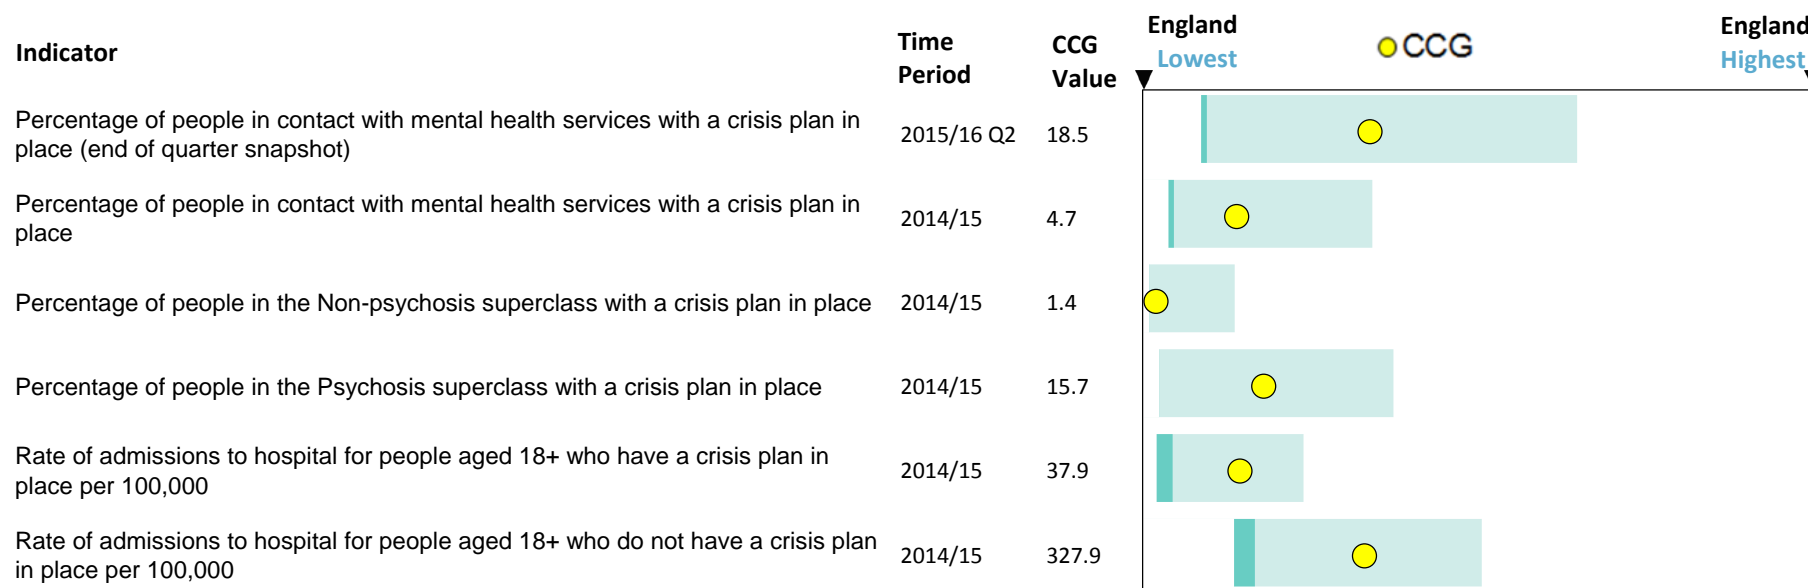 Indicator
Time
Period
CCG
Value
England
Lowest
CCG
England
Highest
Percentage of people in contact with mental health services with a crisis plan in
place (end of quarter snapshot)
2015/16 Q2
18.5
Percentage of people in contact with mental health services with a crisis plan in
place
2014/15
4.7
Percentage of people in the Non-psychosis superclass with a crisis plan in place
2014/15
1.4
Percentage of people in the Psychosis superclass with a crisis plan in place
2014/15
15.7
Rate of admissions to hospital for people aged 18+ who have a crisis plan in
place per 100,000
2014/15
37.9
Rate of admissions to hospital for people aged 18+ who do not have a crisis plan
in place per 100,000
2014/15
327.9